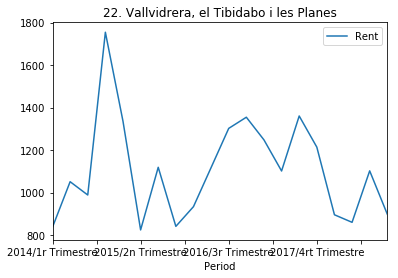 22. Vallvidrera, el Tibidabo i les Planes
Rent
1800
1600
1400
1200
1000
800
2014/1r Trimestre 2015/2n Trimestre 2016/3r Trimestre 2017/4rt Trimestre
Period